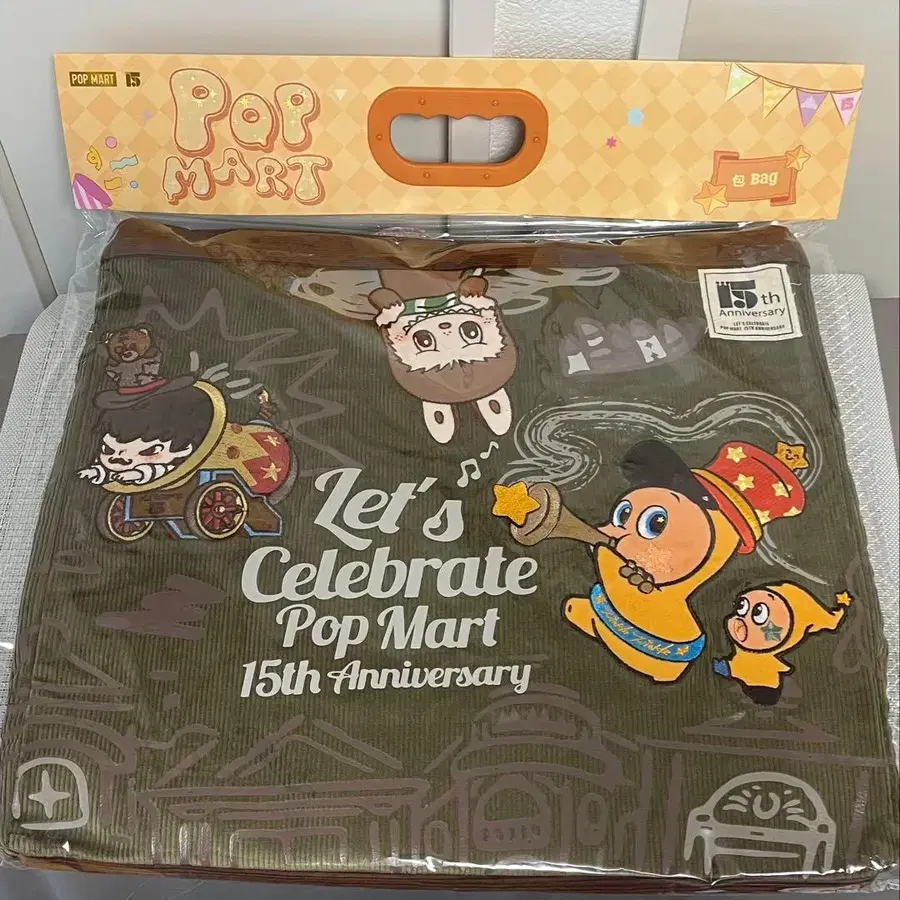 POP MART 15
POP
MART
包 Bag
15th
Anniversary
LET'S CELEBRATE
POP MART 15TH ANNIVERSARY
Let's
Celebrate
Pop Mart
15th Anniversary